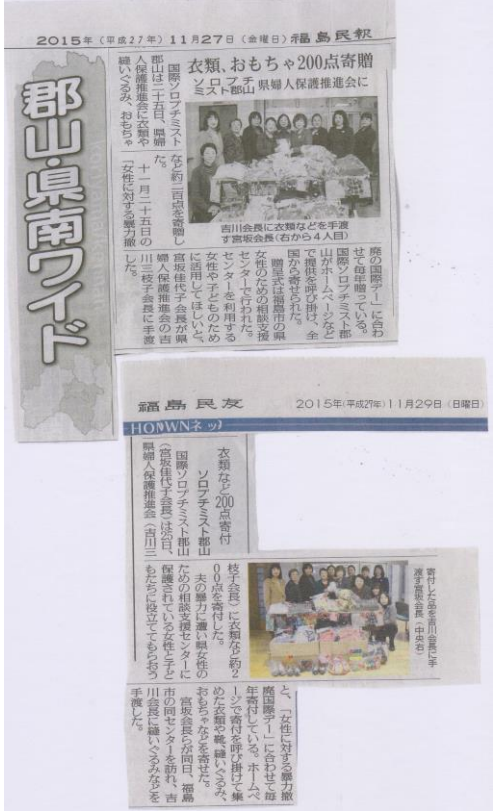 2015年(平成27年)11月27日(金曜日)福島民報
郡山・県南ワイド
衣類、おもちゃ200点寄贈
ソロプチミスト郡山 県婦人保護推進会に
国際ソロプチミスト
郡山は二十五日、県婦
人保護推進会に衣類や
縫いぐるみ、おもちゃ
など約二百点を寄贈し
た。
十一月二十五日の
「女性に対する暴力撤
吉川会長に衣類などを手渡
す宮坂会長(右から4人目)
廃の国際デー」に合わ
せて毎年贈っている。
国際ソロプチミスト郡
山がホームページなど
で提供を呼び掛け、全
国から寄せられた。
贈呈式は福島市の県
女性のための相談支援
センターで行われた。
センターを利用する
女性や子どものため
に活用してほしいと、
宮坂佳代子会長が県
婦人保護推進会の吉
川三枝子会長に手渡
した。
福島民友 2015年(平成27年)11月29日(日曜日)
衣類など200点寄付
ソロプチミスト郡山
国際ソロプチミスト郡山
(宮坂佳代子会長)は25日、
県婦人保護推進会(吉川三
枝子会長)に衣類など約2
00点を寄付した。
夫の暴力に遭い県女性の
ための相談支援センターに
保護されている女性と子ど
もたちに役立ててもらおう
寄付した品を吉川会長に手
渡す宮坂会長(中央右)
と、「女性に対する暴力撤
廃国際デー」に合わせて毎
年寄付している。ホームペ
ージで寄付を呼び掛けて集
めた衣類や靴、縫いぐるみ、
おもちゃなどを寄せた。
宮坂会長らが同日、福島
市の同センターを訪れ、吉
川会長に縫いぐるみなどを
手渡した。